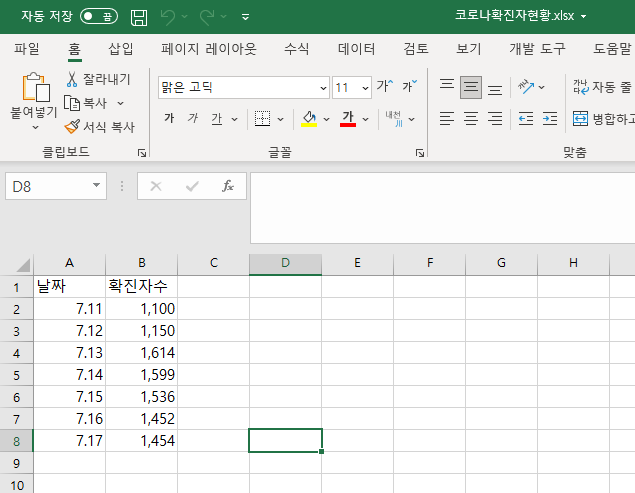 자동 저장 끔 코로나확진자현황.xlsx
파일 홈 삽입 페이지 레이아웃 수식 데이터 검토 보기 개발 도구 도움말
붙여넣기 잘라내기 복사 서식 복사
맑은 고딕 11 가 가
가 가 가 가 내천
가나다 자동 줄
병합하고
클립보드 글꼴 맞춤
D8 fx
A B C D E F G H
1 날짜 확진자수
2 7.11 1,100
3 7.12 1,150
4 7.13 1,614
5 7.14 1,599
6 7.15 1,536
7 7.16 1,452
8 7.17 1,454
9
10